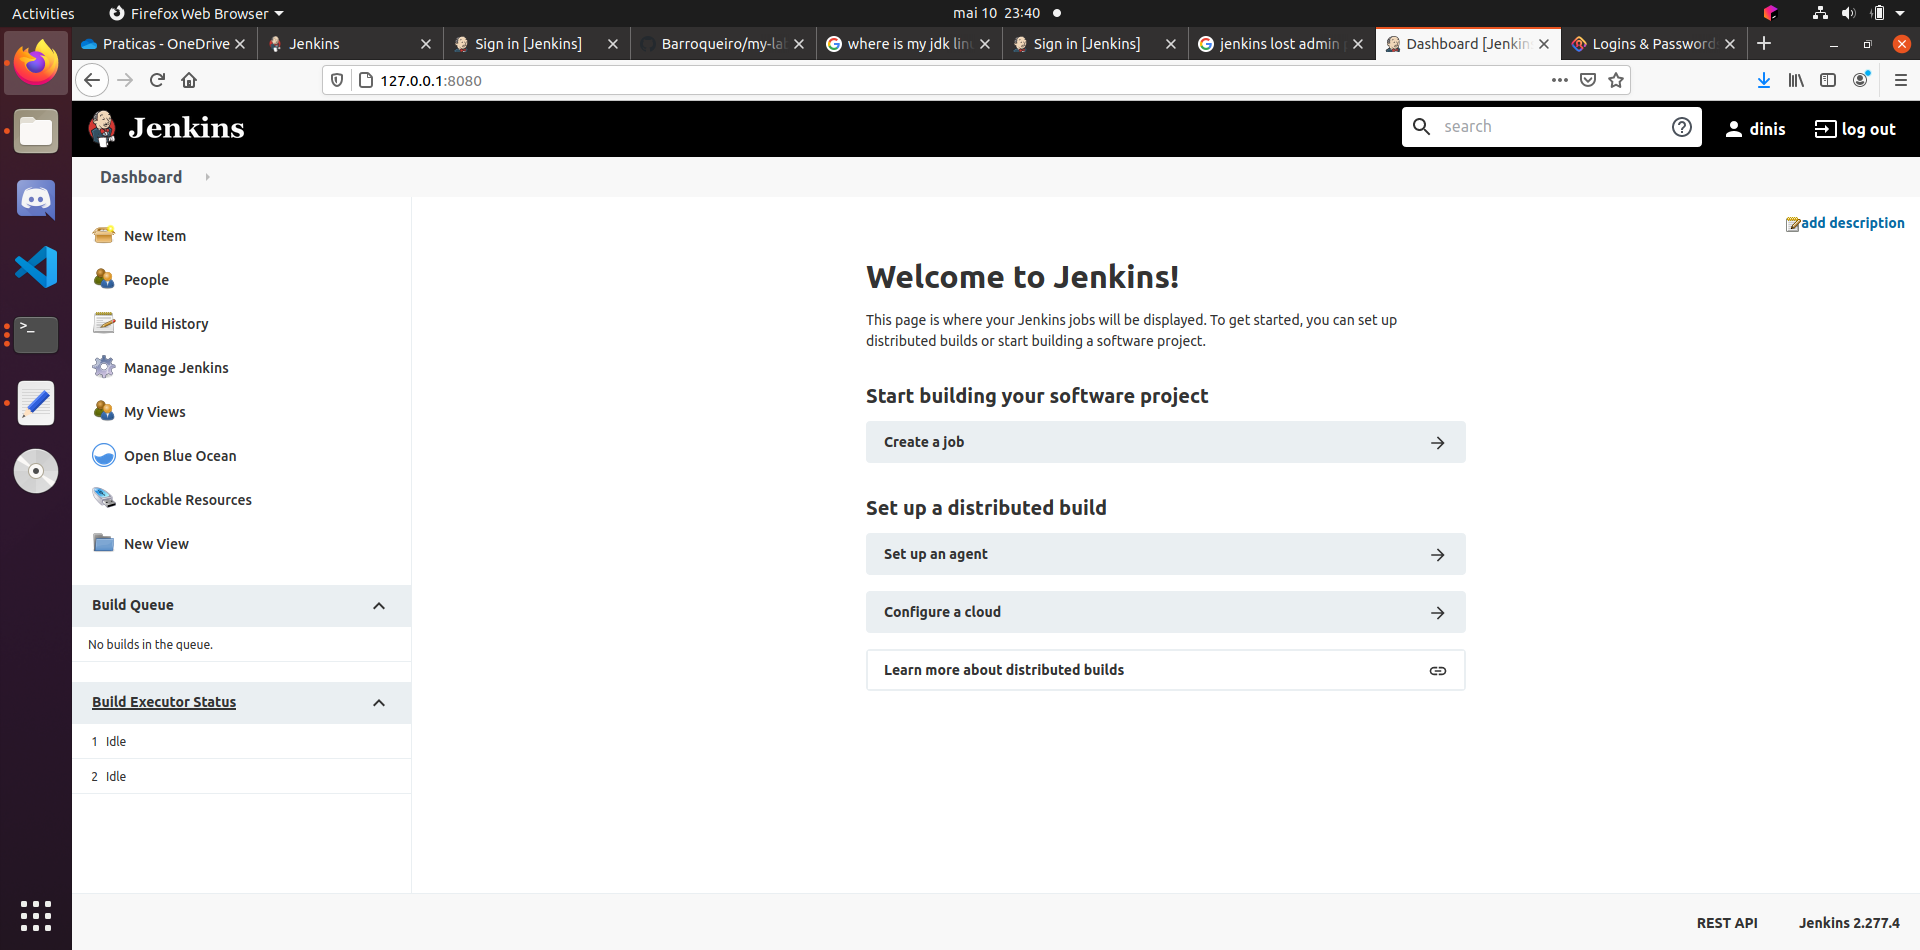 Activities
Firefox Web Browser
mai 10 23:40
Praticas - OneDrive
Jenkins
Sign in [Jenkins]
Barroqueiro/my-la
where is my jdk lin
Sign in [Jenkins]
jenkins lost admin
Dashboard [Jenkin
Logins & Password
127.0.0.1:8080
Jenkins
search
dinis
log out
Dashboard
New Item
People
Build History
Manage Jenkins
My Views
Open Blue Ocean
Lockable Resources
New View
Build Queue
No builds in the queue.
Build Executor Status
1 Idle
2 Idle
add description
Welcome to Jenkins!
This page is where your Jenkins jobs will be displayed. To get started, you can set up
distributed builds or start building a software project.
Start building your software project
Create a job
Set up a distributed build
Set up an agent
Configure a cloud
Learn more about distributed builds
REST API
Jenkins 2.277.4